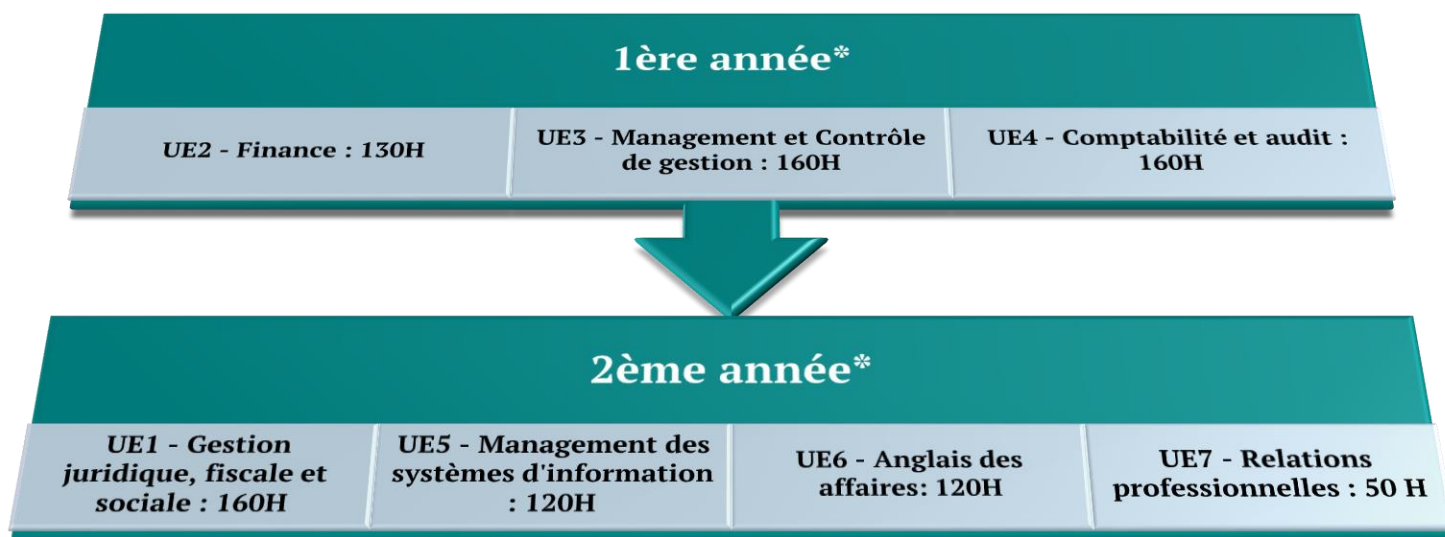 1ère année*
UE2 - Finance : 130H
UE3 - Management et Contrôle
de gestion : 160H
UE4 - Comptabilité et audit :
160H
2ème année*
UE1 - Gestion
juridique, fiscale et
sociale : 160H
UE5 - Management des
systèmes d'information
: 120H
UE6 - Anglais des
affaires: 120H
UE7 - Relations
professionnelles : 50 H